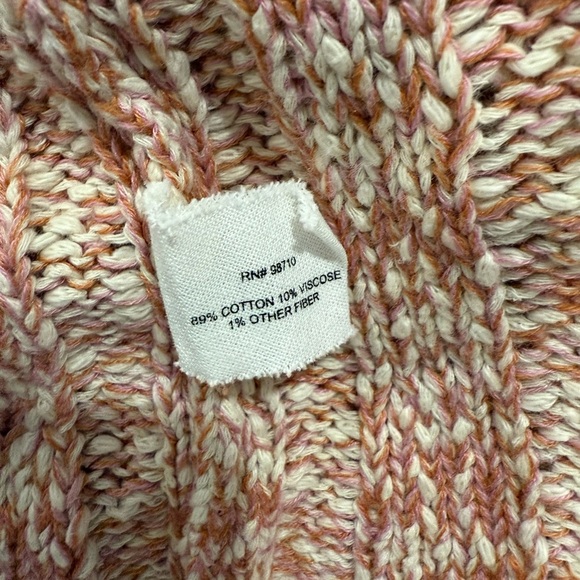 RN# 98710
89% COTTON 10% VISCOSE
1% OTHER FIBER